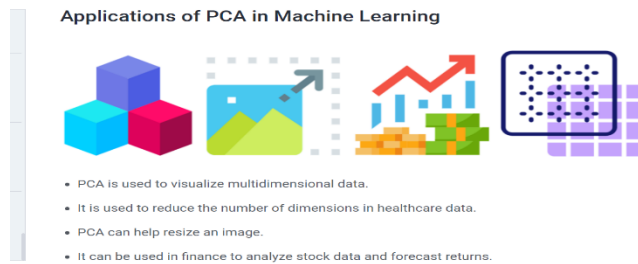 Applications of PCA in Machine Learning
• PCA is used to visualize multidimensional data.
• It is used to reduce the number of dimensions in healthcare data.
• PCA can help resize an image.
• It can be used in finance to analyze stock data and forecast returns.